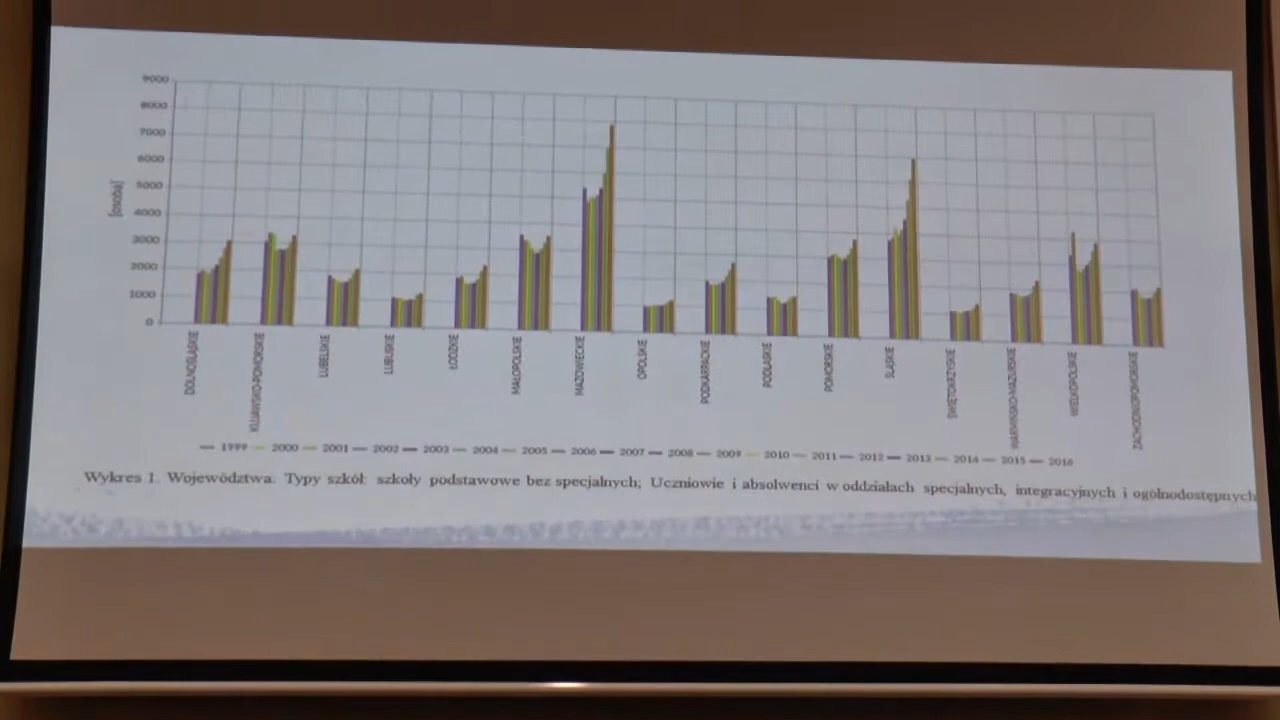 9000
8000
7000
6000
5000
4000
3000
2000
1000
0
[osoba]
DOLNOŚLĄSKIE
KUJAWSKO-POMORSKIE
LUBELSKIE
LUBUSKIE
ŁÓDZKIE
MAŁOPOLSKIE
MAZOWIECKIE
OPOLSKIE
PODKARPACKIE
PODLASKIE
POMORSKIE
ŚLĄSKIE
ŚWIĘTOKRZYSKIE
WARMIŃSKO-MAZURSKIE
WIELKOPOLSKIE
ZACHODNIOPOMORSKIE
1999 2000 2001 2002 2003 2004 2005 2006 2007 2008 2009 2010 2011 2012 2013 2014 2015 2016
Wykres 1. Województwa. Typy szkół: szkoły podstawowe bez specjalnych; Uczniowie i absolwenci w oddziałach specjalnych, integracyjnych i ogólnodostępnych